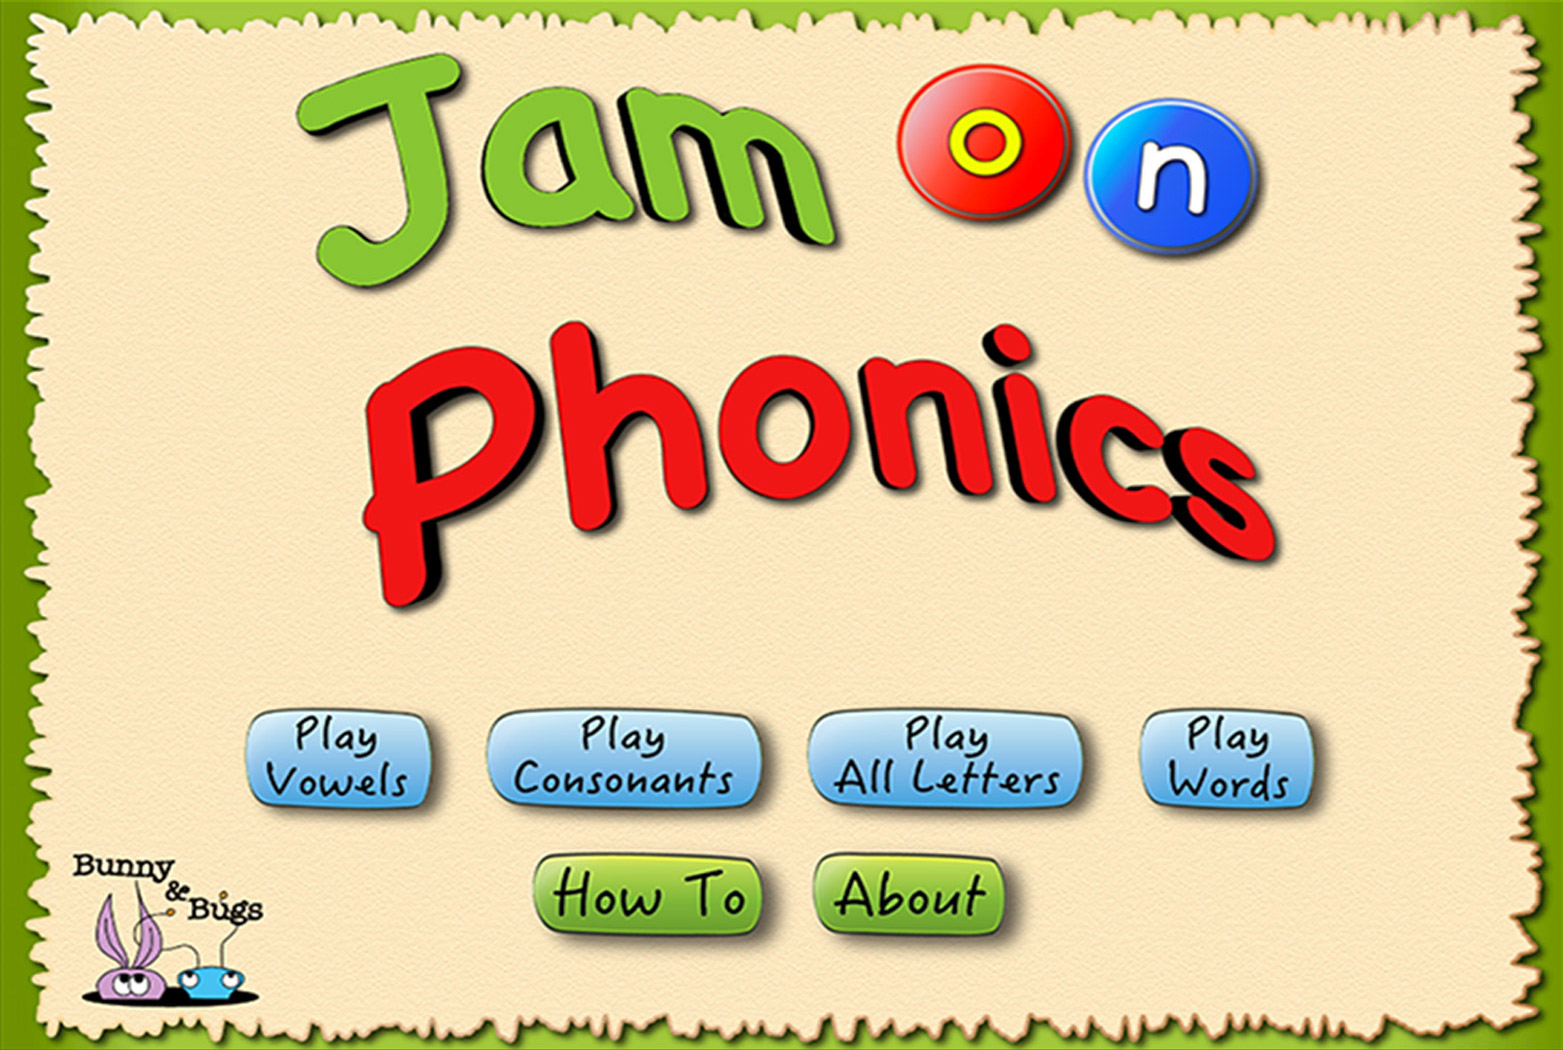 Jam on
Phonics
Play
Vowels
Play
Consonants
Play
All Letters
Play
Words
How To
About
Bunny
&
Bugs